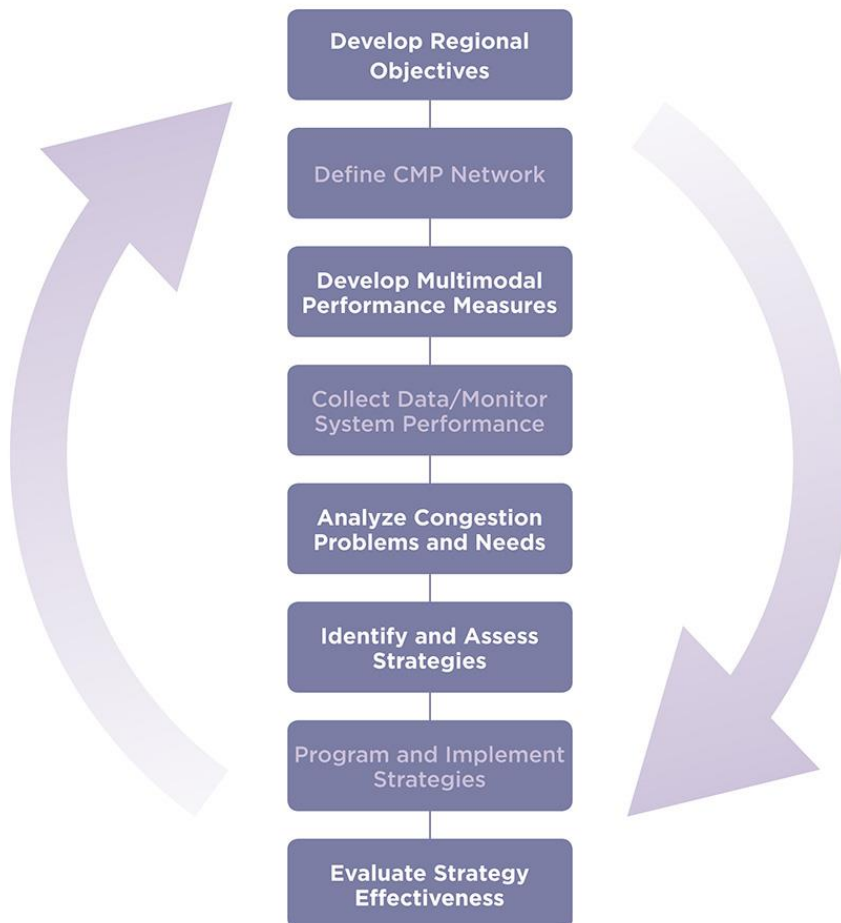 Develop Regional
Objectives
Define CMP Network
Develop Multimodal
Performance Measures
Collect Data/Monitor
System Performance
Analyze Congestion
Problems and Needs
Identify and Assess
Strategies
Program and Implement
Strategies
Evaluate Strategy
Effectiveness